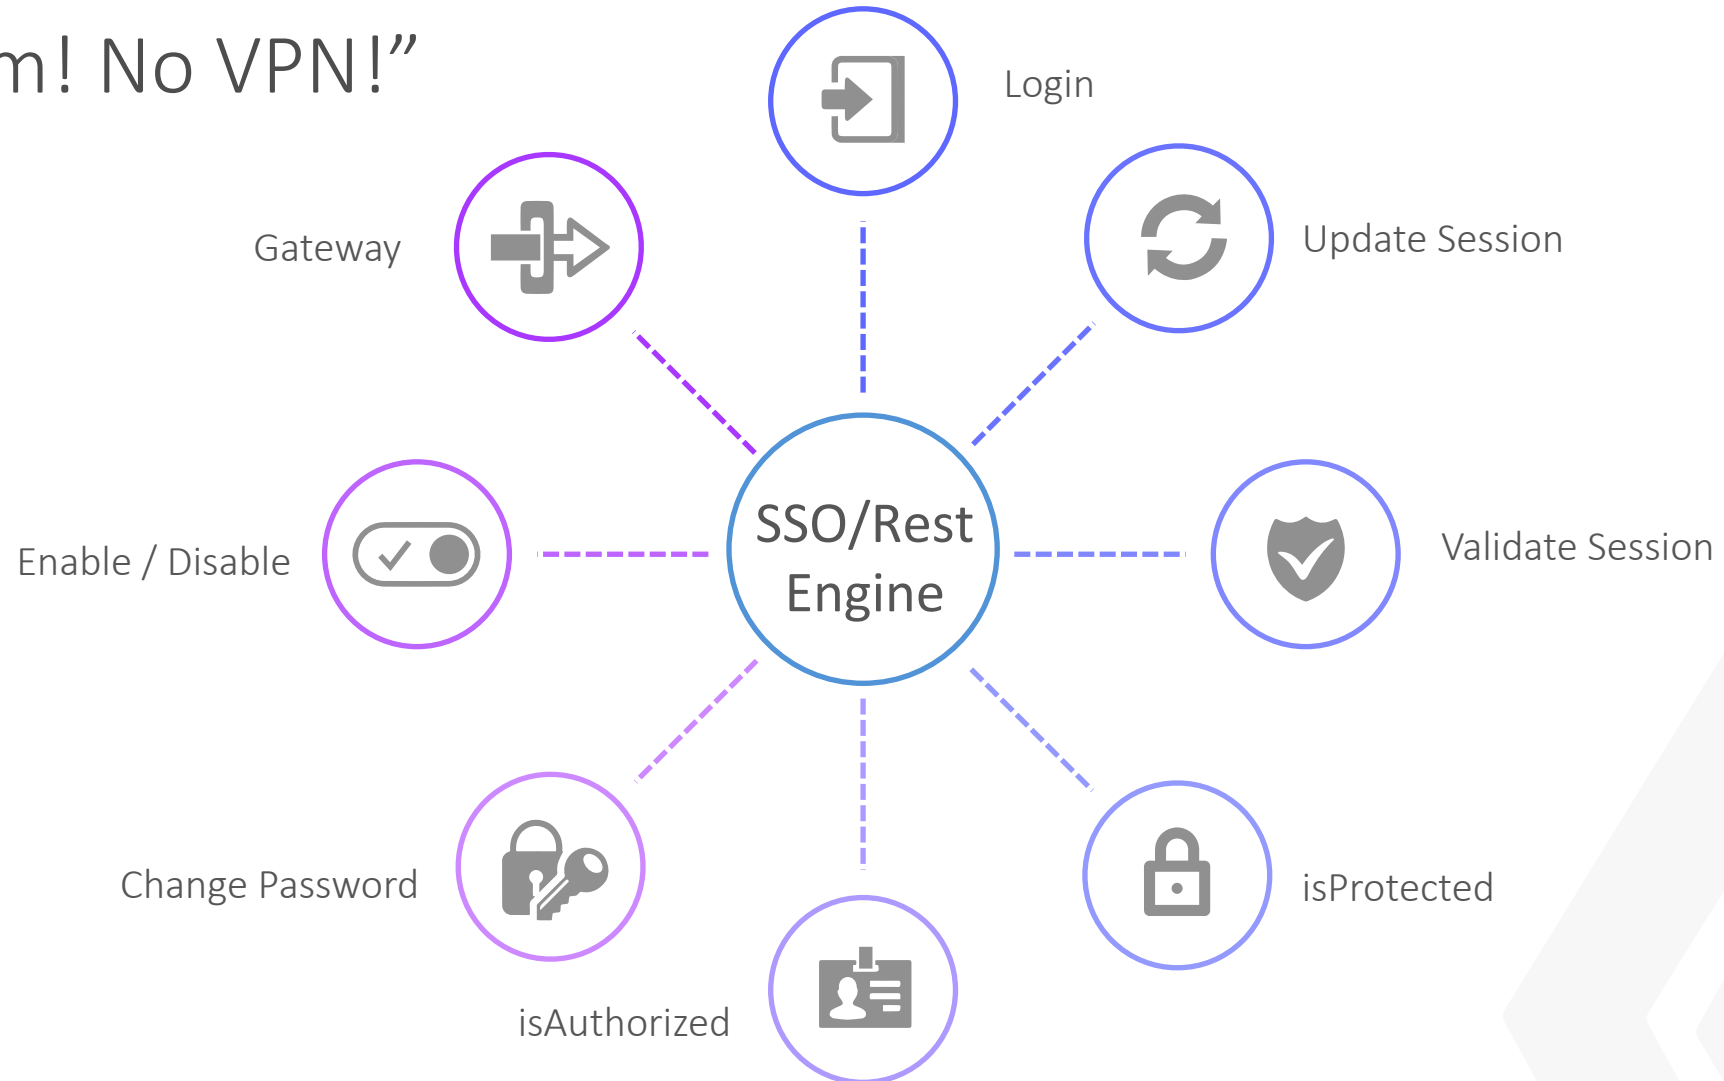 m! No VPN!”
Login
Gateway
Update Session
SSO/Rest
Engine
Enable / Disable
Validate Session
Change Password
isProtected
isAuthorized